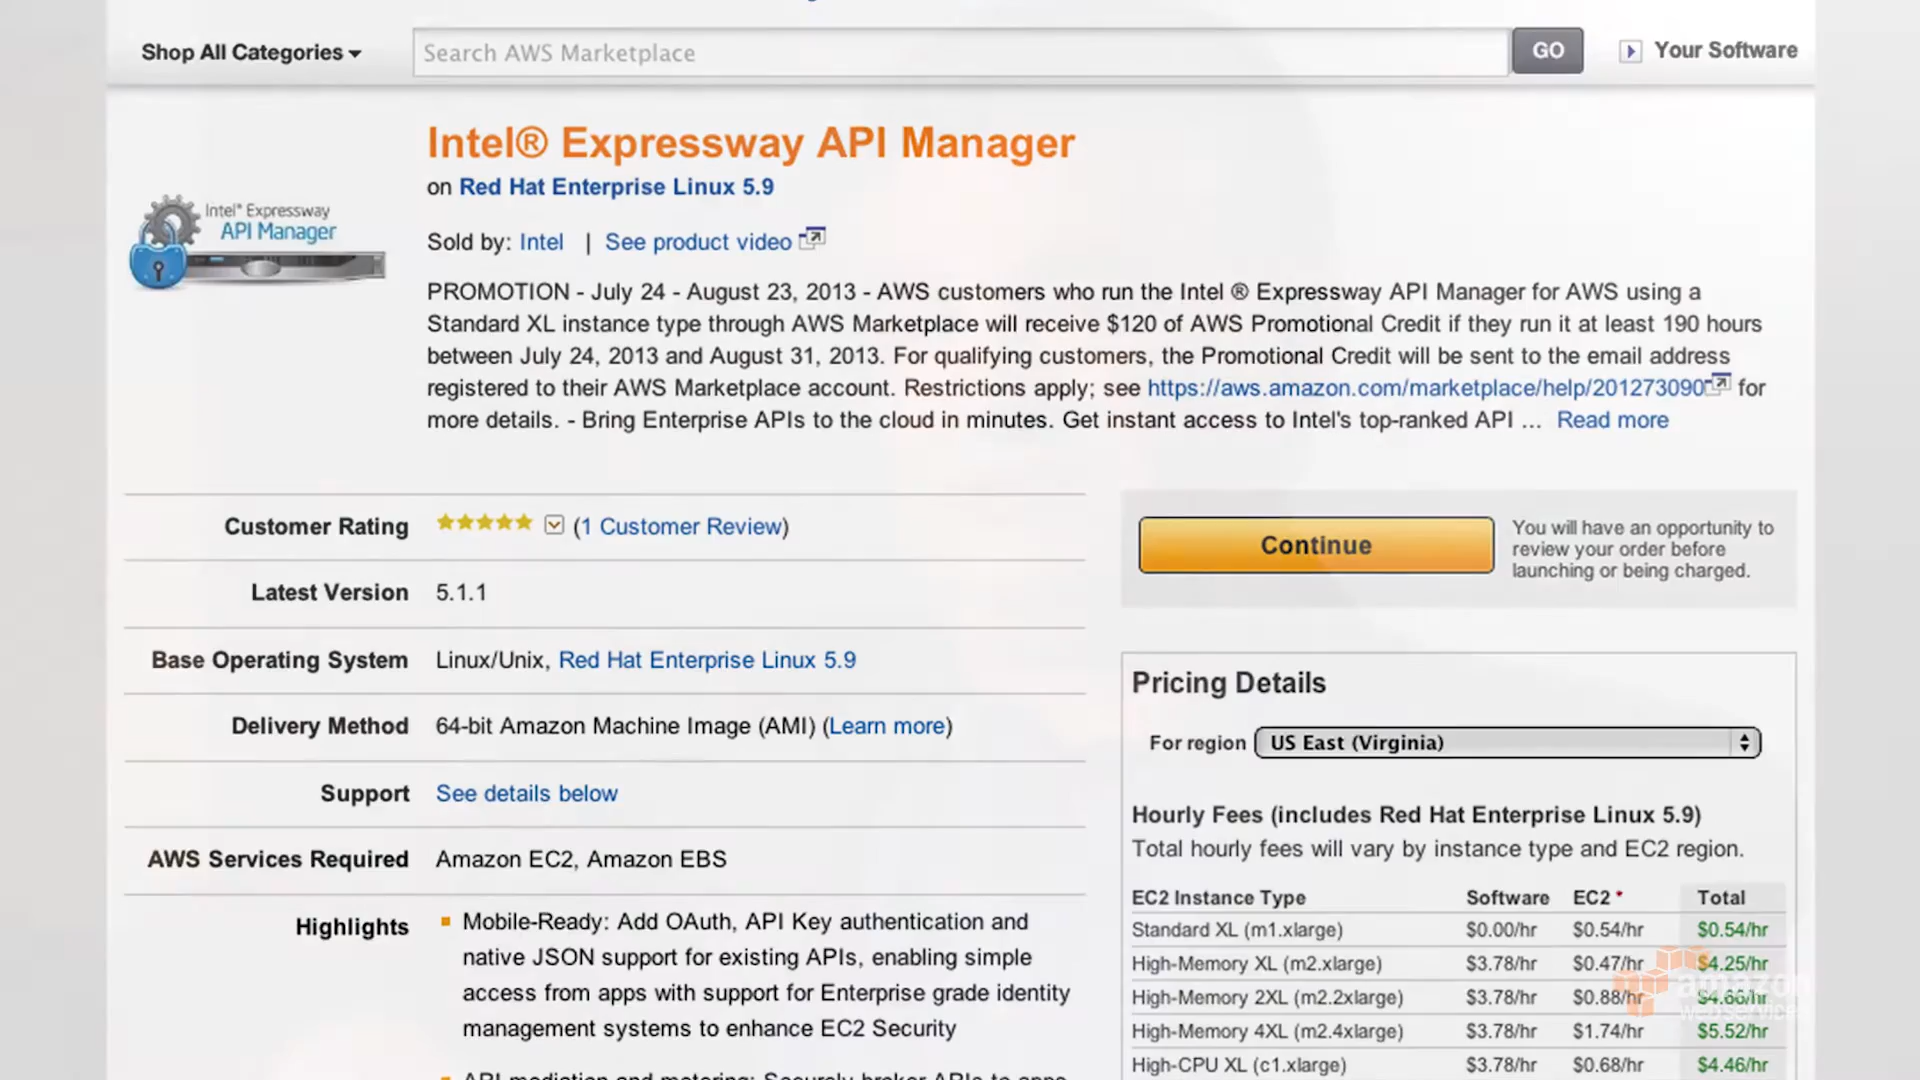 Shop All Categories
Search AWS Marketplace
GO
Your Software
Intel® Expressway API Manager
on Red Hat Enterprise Linux 5.9
Intel® Expressway
API Manager
Sold by: Intel | See product video
PROMOTION - July 24 - August 23, 2013 - AWS customers who run the Intel ® Expressway API Manager for AWS using a
Standard XL instance type through AWS Marketplace will receive $120 of AWS Promotional Credit if they run it at least 190 hours
between July 24, 2013 and August 31, 2013. For qualifying customers, the Promotional Credit will be sent to the email address
registered to their AWS Marketplace account. Restrictions apply; see https://aws.amazon.com/marketplace/help/201273090 for
more details. - Bring Enterprise APIs to the cloud in minutes. Get instant access to Intel's top-ranked API ... Read more
Customer Rating (1 Customer Review)
Latest Version 5.1.1
Base Operating System Linux/Unix, Red Hat Enterprise Linux 5.9
Delivery Method 64-bit Amazon Machine Image (AMI) (Learn more)
Support See details below
AWS Services Required Amazon EC2, Amazon EBS
Highlights Mobile-Ready: Add OAuth, API Key authentication and
native JSON support for existing APIs, enabling simple
access from apps with support for Enterprise grade identity
management systems to enhance EC2 Security
API mediation and metering: Securely broker APIs to apps
Continue
You will have an opportunity to
review your order before
launching or being charged.
Pricing Details
For region US East (Virginia)
Hourly Fees (includes Red Hat Enterprise Linux 5.9)
Total hourly fees will vary by instance type and EC2 region.
EC2 Instance Type Software EC2 * Total
Standard XL (m1.xlarge) $0.00/hr $0.54/hr $0.54/hr
High-Memory XL (m2.xlarge) $3.78/hr $0.47/hr $4.25/hr
High-Memory 2XL (m2.2xlarge) $3.78/hr $0.88/hr $4.66/hr
High-Memory 4XL (m2.4xlarge) $3.78/hr $1.74/hr $5.52/hr
High-CPU XL (c1.xlarge) $3.78/hr $0.68/hr $4.46/hr
amazon
web services